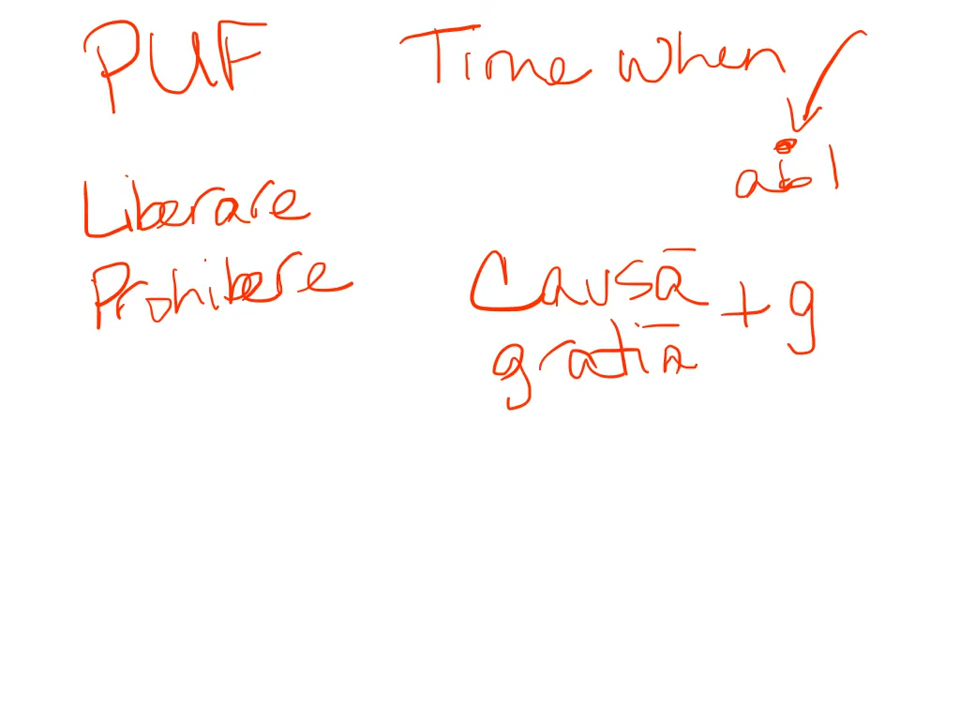 PUF Time when
abl
Liberare
Prohibere
Causā + g
gratiā